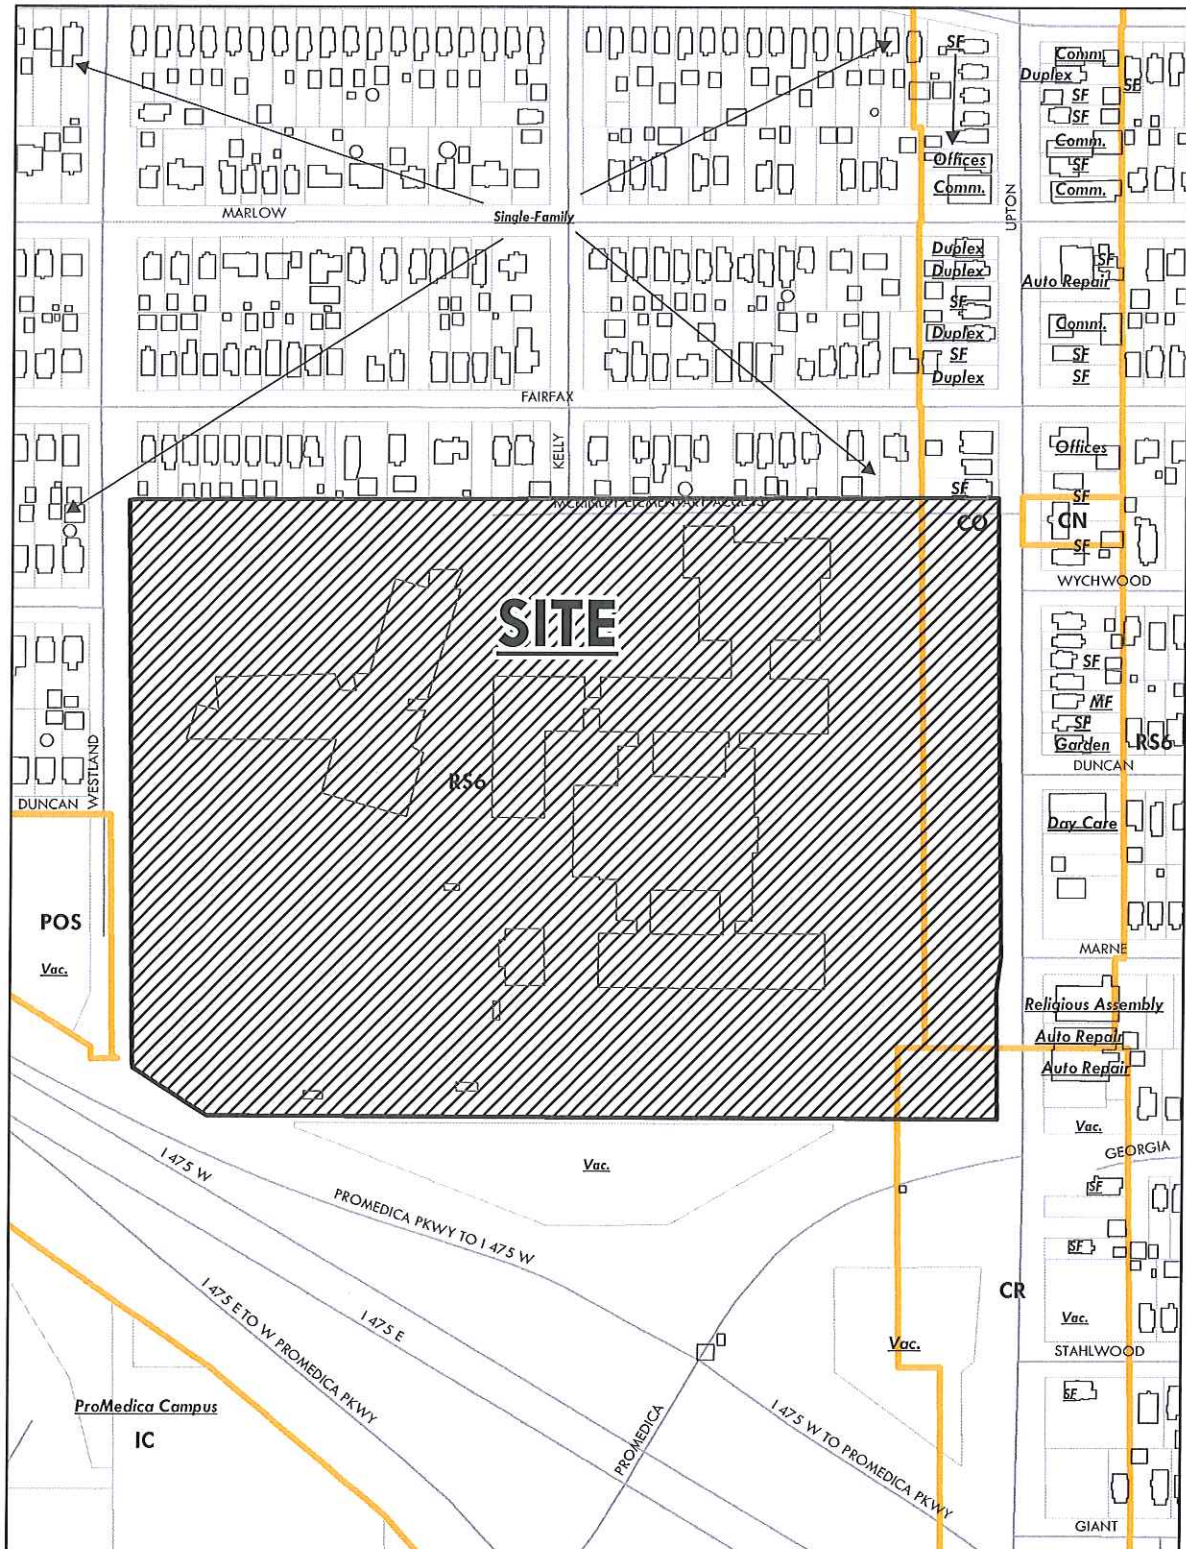 SF
Comm.
Duplex
SF
SF
SF
Comm.
Offices
SF
Comm.
Comm.
UPTON
MARLOW
Single-Family
Duplex
Duplex
SF
Auto Repair
SF
Comm.
Duplex
SF
SF
Duplex
SF
FAIRFAX
KELLY
Offices
SF
SF
CO
CN
SF
WYCHWOOD
SITE
SF
MF
SF
Garden
RS6
DUNCAN
RS6
WESTLAND
DUNCAN
Day Care
POS
Vac.
MARNE
Religious Assembly
Auto Repair
Auto Repair
Vac.
GEORGIA
Vac.
I 475 W
PROMEDICA PKWY TO I 475 W
SF
SF
I 475 E TO W PROMEDICA PKWY
I 475 E
CR
Vac.
Vac.
STAHLWOOD
ProMedica Campus
IC
PROMEDICA
I 475 W TO PROMEDICA PKWY
SF
GIANT